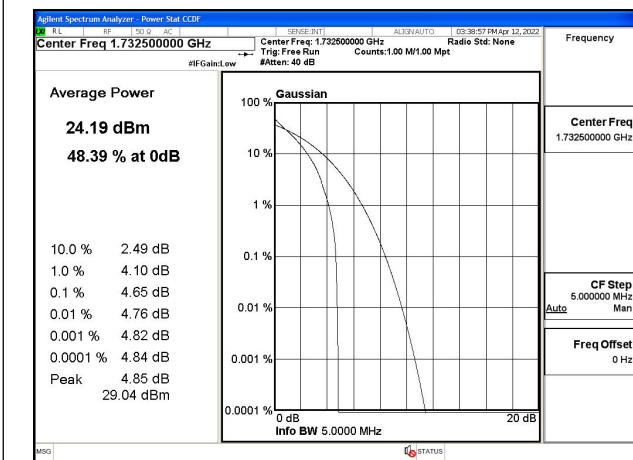 Agilent Spectrum Analyzer - Power Stat CCDF
RL RF 50 Ω AC SENSE:INT ALIGN AUTO 03:38:57 PM Apr 12, 2022
Center Freq 1.732500000 GHz
Center Freq: 1.732500000 GHz Radio Std: None
Trig: Free Run Counts:1.00 M/1.00 Mpt
#IFGain:Low #Atten: 40 dB
Frequency
Average Power
24.19 dBm
48.39 % at 0dB
10.0 % 2.49 dB
1.0 % 4.10 dB
0.1 % 4.65 dB
0.01 % 4.76 dB
0.001 % 4.82 dB
0.0001 % 4.84 dB
Peak 4.85 dB
29.04 dBm
Gaussian
100 %
10 %
1 %
0.1 %
0.01 %
0.001 %
0.0001 %
0 dB 20 dB
Info BW 5.0000 MHz
Center Freq
1.732500000 GHz
CF Step
5.000000 MHz
Auto Man
Freq Offset
0 Hz
MSG STATUS